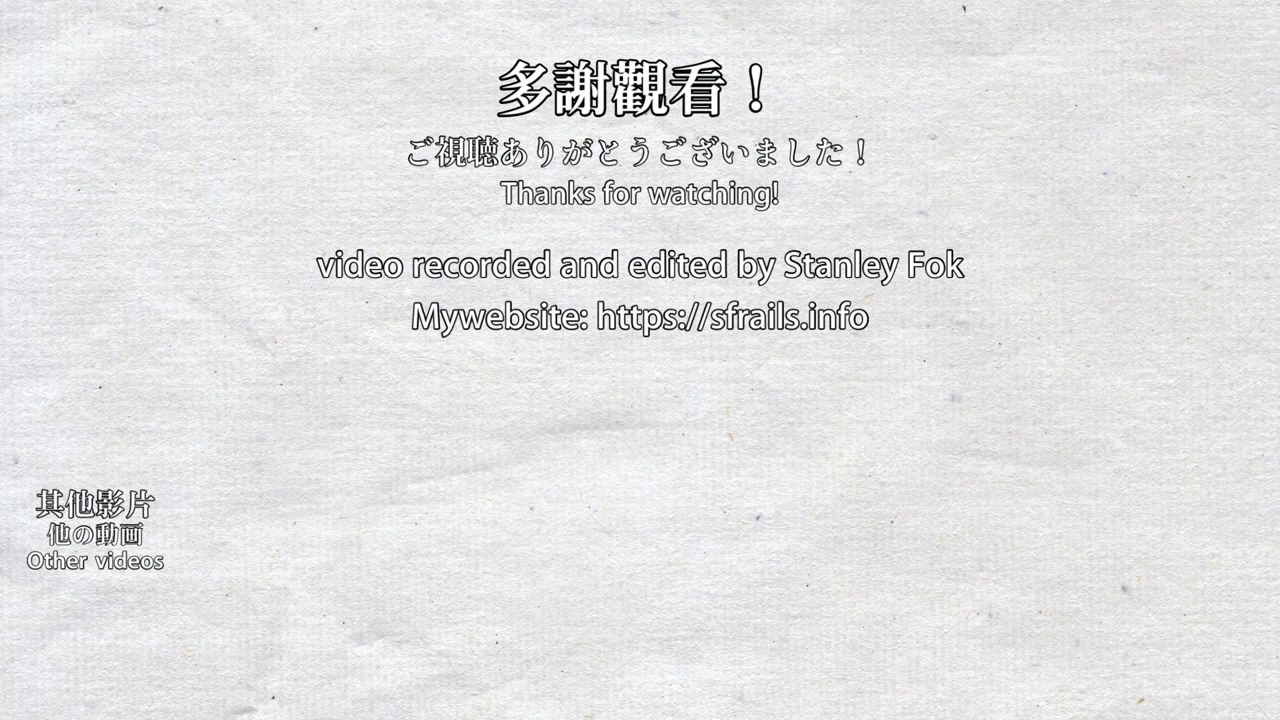 多謝觀看！
ご視聴ありがとうございました！
Thanks for watching!
video recorded and edited by Stanley Fok
Mywebsite: https://sfrails.info
其他影片
他の動画
Other videos